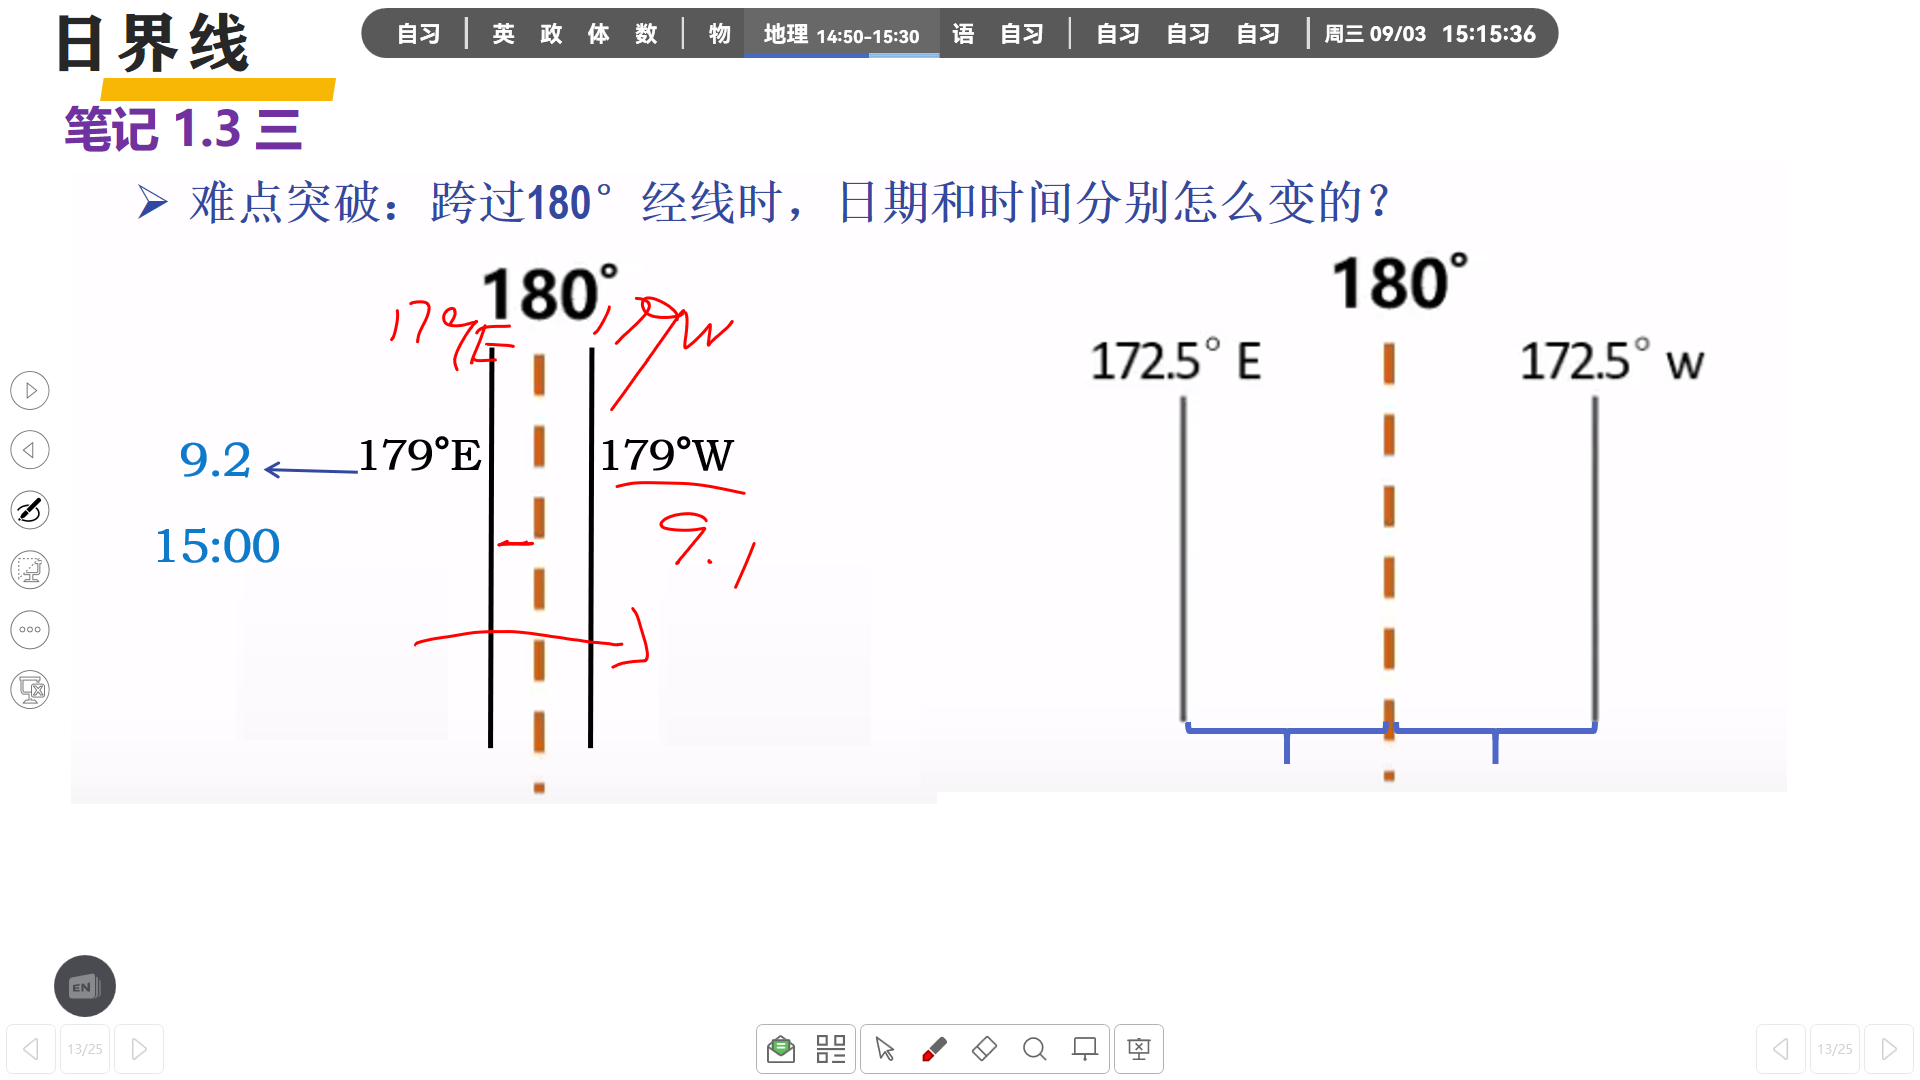 日界线
自习 | 英 政 体 数 | 物 地理 14:50-15:30 语 自习 | 自习 自习 自习 | 周三 09/03 15:15:36
笔记 1.3 三
➢ 难点突破：跨过180°经线时，日期和时间分别怎么变的？
180° 180°
179E 179W
172.5°E 172.5°w
9.2 179°E 179°W
15:00 9.1
EN
13/25 13/25